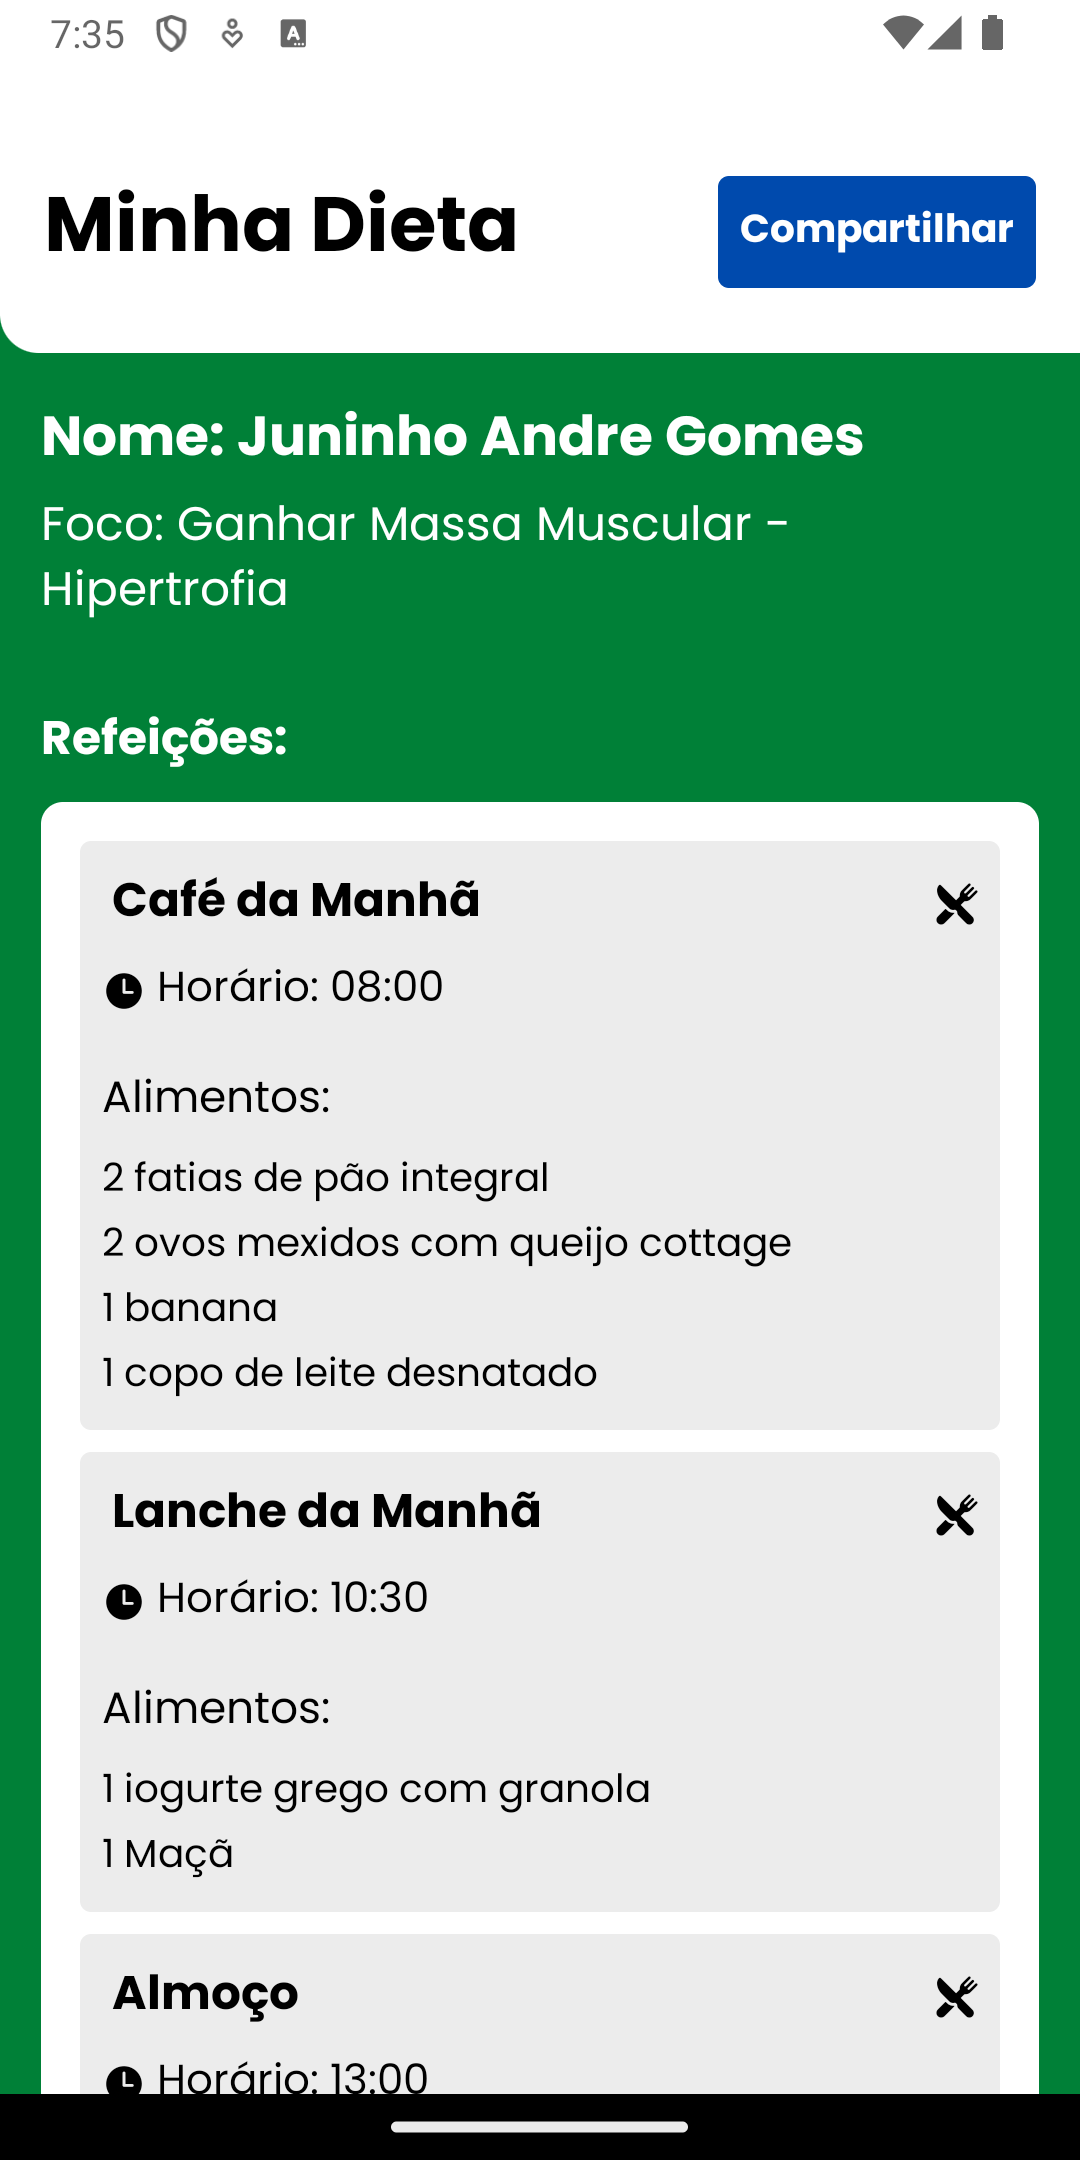 7:35
Minha Dieta
Compartilhar
Nome: Juninho Andre Gomes
Foco: Ganhar Massa Muscular -
Hipertrofia
Refeições:
Café da Manhã
Horário: 08:00
Alimentos:
2 fatias de pão integral
2 ovos mexidos com queijo cottage
1 banana
1 copo de leite desnatado
Lanche da Manhã
Horário: 10:30
Alimentos:
1 iogurte grego com granola
1 Maçã
Almoço
Horário: 13:00